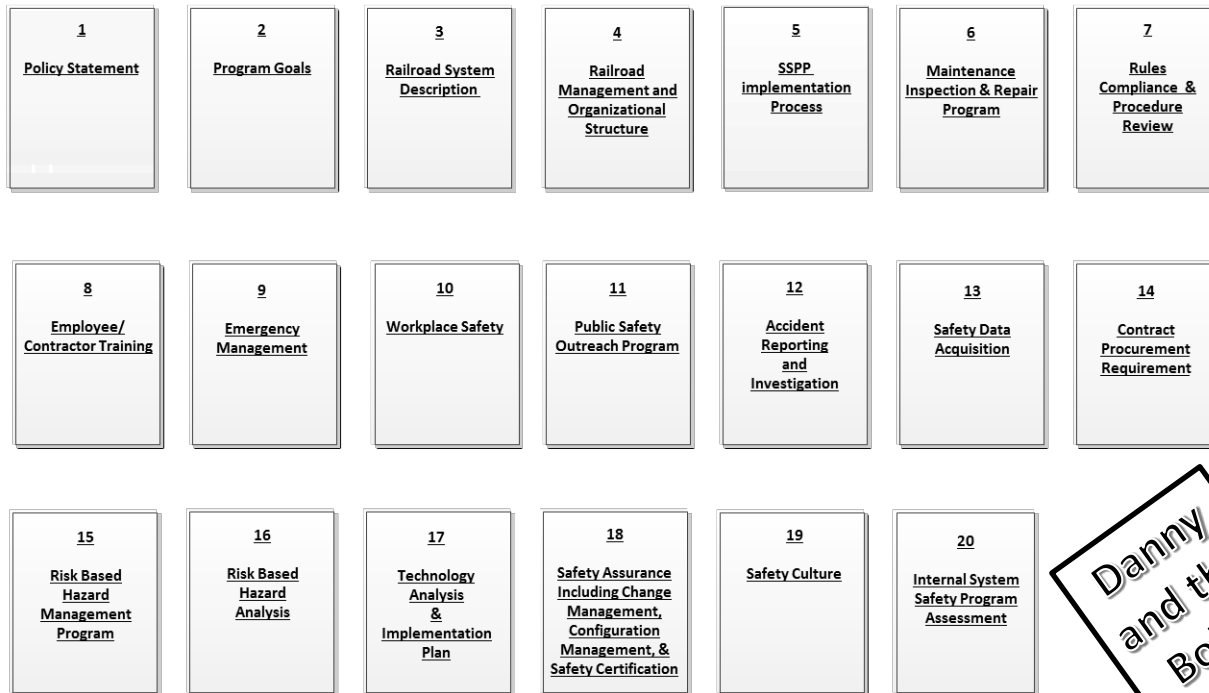 1
Policy Statement
2
Program Goals
3
Railroad System
Description
4
Railroad
Management and
Organizational
Structure
5
SSPP
implementation
Process
6
Maintenance
Inspection & Repair
Program
7
Rules
Compliance &
Procedure
Review
8
Employee/
Contractor Training
9
Emergency
Management
10
Workplace Safety
11
Public Safety
Outreach Program
12
Accident
Reporting
and
Investigation
13
Safety Data
Acquisition
14
Contract
Procurement
Requirement
15
Risk Based
Hazard
Management
Program
16
Risk Based
Hazard
Analysis
17
Technology
Analysis
&
Implementation
Plan
18
Safety Assurance
Including Change
Management,
Configuration
Management, &
Safety Certification
19
Safety Culture
20
Internal System
Safety Program
Assessment
Danny
and